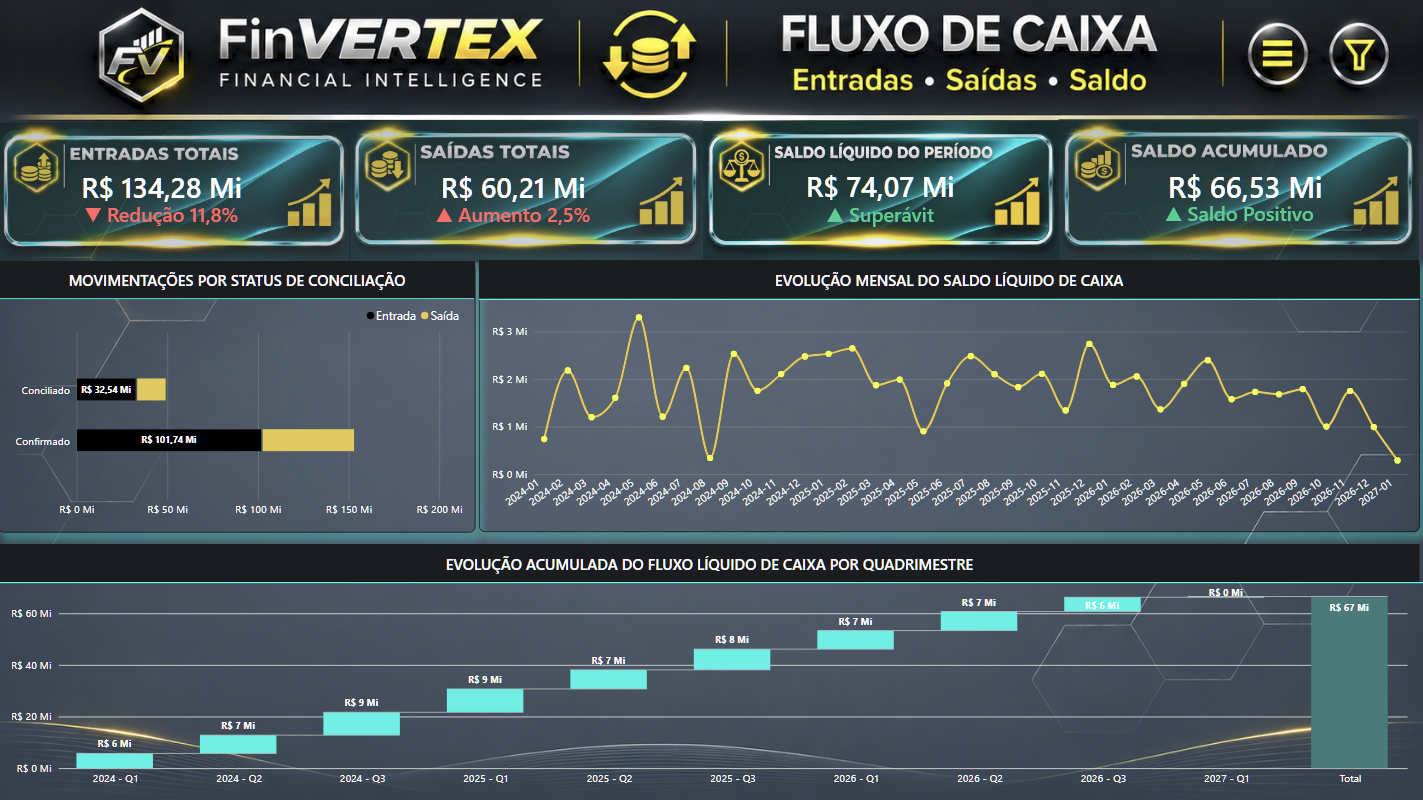 FinVERTEX
FINANCIAL INTELLIGENCE
FV
FLUXO DE CAIXA
Entradas • Saídas • Saldo
ENTRADAS TOTAIS
R$ 134,28 Mi
▼ Redução 11,8%
SAÍDAS TOTAIS
R$ 60,21 Mi
▲ Aumento 2,5%
SALDO LÍQUIDO DO PERÍODO
R$ 74,07 Mi
▲ Superávit
SALDO ACUMULADO
R$ 66,53 Mi
▲ Saldo Positivo
MOVIMENTAÇÕES POR STATUS DE CONCILIAÇÃO
Entrada Saída
Conciliado
R$ 32,54 Mi
Confirmado
R$ 101,74 Mi
R$ 0 Mi R$ 50 Mi R$ 100 Mi R$ 150 Mi R$ 200 Mi
EVOLUÇÃO MENSAL DO SALDO LÍQUIDO DE CAIXA
R$ 3 Mi
R$ 2 Mi
R$ 1 Mi
R$ 0 Mi
2024-01 2024-02 2024-03 2024-04 2024-05 2024-06 2024-07 2024-08 2024-09 2024-10 2024-11 2024-12 2025-01 2025-02 2025-03 2025-04 2025-05 2025-06 2025-07 2025-08 2025-09 2025-10 2025-11 2025-12 2026-01 2026-02 2026-03 2026-04 2026-05 2026-06 2026-07 2026-08 2026-09 2026-10 2026-11 2026-12 2027-01
EVOLUÇÃO ACUMULADA DO FLUXO LÍQUIDO DE CAIXA POR QUADRIMESTRE
R$ 60 Mi
R$ 40 Mi
R$ 20 Mi
R$ 0 Mi
R$ 6 Mi
R$ 7 Mi
R$ 9 Mi
R$ 9 Mi
R$ 7 Mi
R$ 8 Mi
R$ 7 Mi
R$ 7 Mi
R$ 6 Mi
R$ 0 Mi
R$ 67 Mi
2024 - Q1 2024 - Q2 2024 - Q3 2025 - Q1 2025 - Q2 2025 - Q3 2026 - Q1 2026 - Q2 2026 - Q3 2027 - Q1 Total